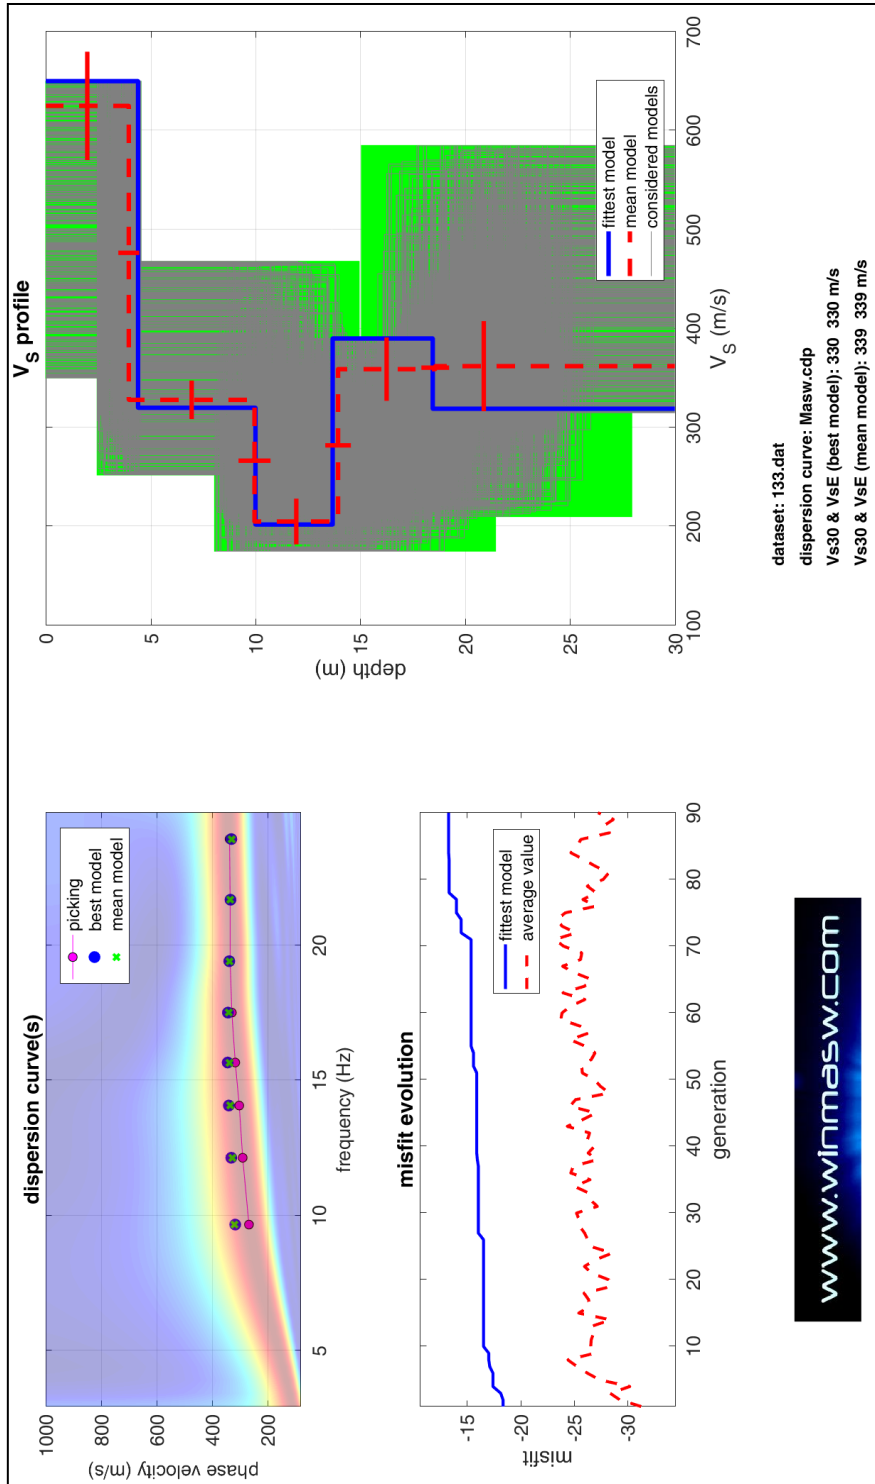 dispersion curve(s)
1000
800
600
400
200
phase velocity (m/s)
5
10
15
20
frequency (Hz)
picking
best model
mean model
misfit evolution
-15
-20
-25
-30
misfit
10
20
30
40
50
60
70
80
90
generation
fittest model
average value
www.winmasw.com
V_S profile
0
5
10
15
20
25
30
depth (m)
100
200
300
400
500
600
700
V_S (m/s)
fittest model
mean model
considered models
dataset: 133.dat
dispersion curve: Masw.cdp
Vs30 & VsE (best model): 330 330 m/s
Vs30 & VsE (mean model): 339 339 m/s